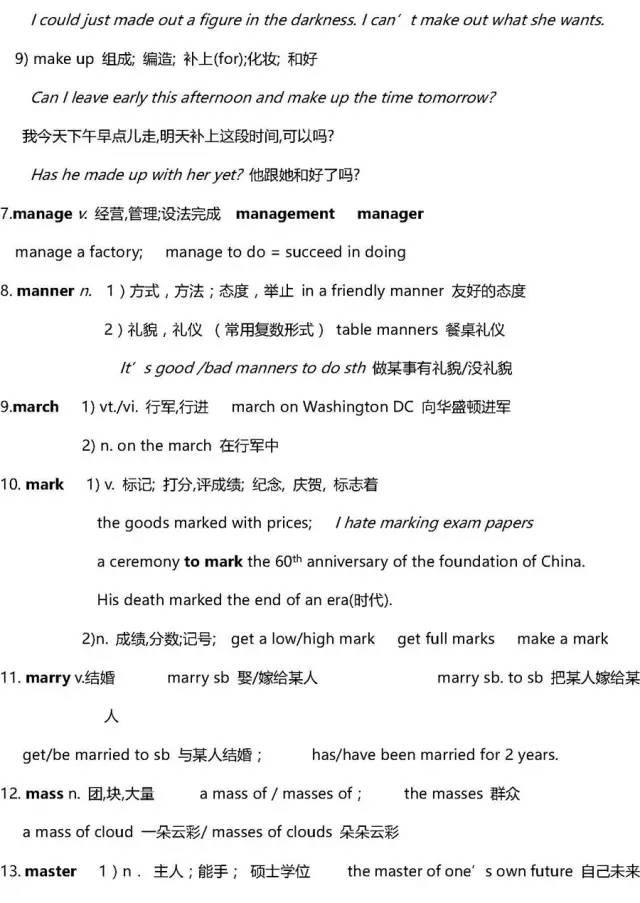 I could just made out a figure in the darkness. I can't make out what she wants.
9) make up 组成; 编造; 补上(for);化妆; 和好
Can I leave early this afternoon and make up the time tomorrow?
我今天下午早点儿走,明天补上这段时间,可以吗?
Has he made up with her yet? 他跟她和好了吗?
7.manage v. 经营,管理;设法完成 management manager
manage a factory; manage to do = succeed in doing
8. manner n. 1）方式，方法；态度，举止 in a friendly manner 友好的态度
2）礼貌，礼仪 （常用复数形式） table manners 餐桌礼仪
It's good /bad manners to do sth 做某事有礼貌/没礼貌
9.march 1) vt./vi. 行军,行进 march on Washington DC 向华盛顿进军
2) n. on the march 在行军中
10. mark 1) v. 标记; 打分,评成绩; 纪念, 庆贺, 标志着
the goods marked with prices; I hate marking exam papers
a ceremony to mark the 60th anniversary of the foundation of China.
His death marked the end of an era(时代).
2)n. 成绩,分数;记号; get a low/high mark get full marks make a mark
11. marry v.结婚 marry sb 娶/嫁给某人 marry sb. to sb 把某人嫁给某
人
get/be married to sb 与某人结婚； has/have been married for 2 years.
12. mass n. 团,块,大量 a mass of / masses of； the masses 群众
a mass of cloud 一朵云彩/ masses of clouds 朵朵云彩
13. master 1）n． 主人；能手； 硕士学位 the master of one's own future 自己未来